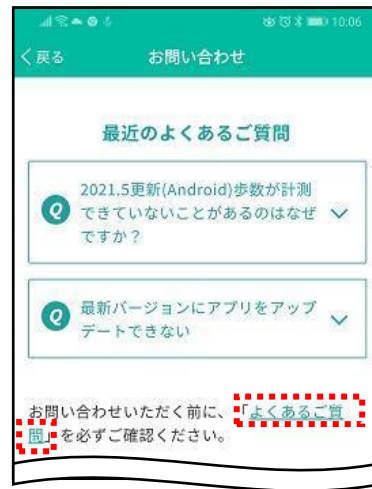 10:06
戻る お問い合わせ
最近のよくあるご質問
Q 2021.5更新(Android)歩数が計測
できていないことがあるのはなぜ
ですか？
Q 最新バージョンにアプリをアップ
デートできない
お問い合わせいただく前に、「よくあるご質
問」を必ずご確認ください。